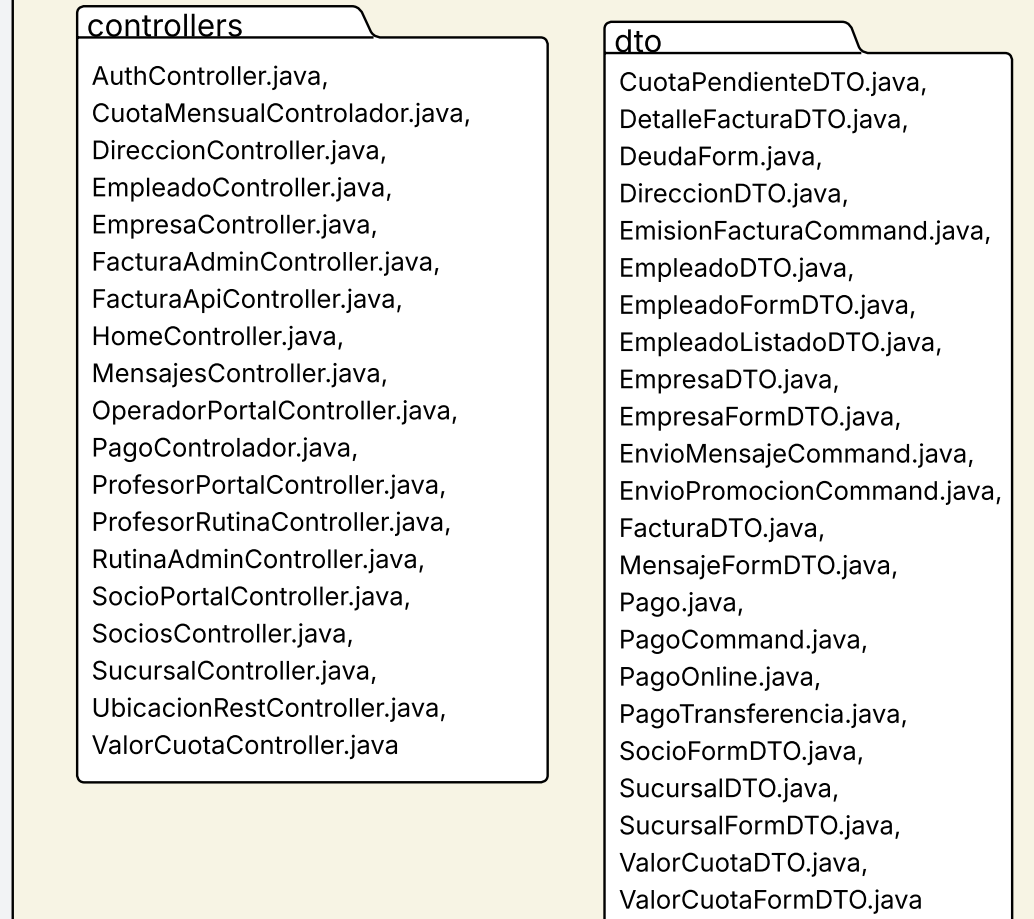 controllers
AuthController.java,
CuotaMensualControlador.java,
DireccionController.java,
EmpleadoController.java,
EmpresaController.java,
FacturaAdminController.java,
FacturaApiController.java,
HomeController.java,
MensajesController.java,
OperadorPortalController.java,
PagoControlador.java,
ProfesorPortalController.java,
ProfesorRutinaController.java,
RutinaAdminController.java,
SocioPortalController.java,
SociosController.java,
SucursalController.java,
UbicacionRestController.java,
ValorCuotaController.java
dto
CuotaPendienteDTO.java,
DetalleFacturaDTO.java,
DeudaForm.java,
DireccionDTO.java,
EmisionFacturaCommand.java,
EmpleadoDTO.java,
EmpleadoFormDTO.java,
EmpleadoListadoDTO.java,
EmpresaDTO.java,
EmpresaFormDTO.java,
EnvioMensajeCommand.java,
EnvioPromocionCommand.java,
FacturaDTO.java,
MensajeFormDTO.java,
Pago.java,
PagoCommand.java,
PagoOnline.java,
PagoTransferencia.java,
SocioFormDTO.java,
SucursalDTO.java,
SucursalFormDTO.java,
ValorCuotaDTO.java,
ValorCuotaFormDTO.java